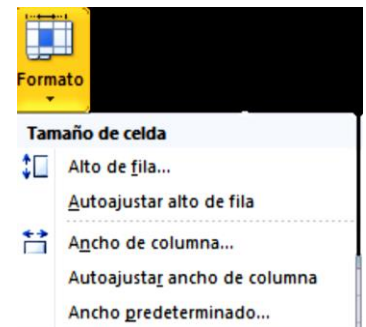 Formato
Tamaño de celda
Alto de fila...
Autoajustar alto de fila
Ancho de columna...
Autoajustar ancho de columna
Ancho predeterminado...